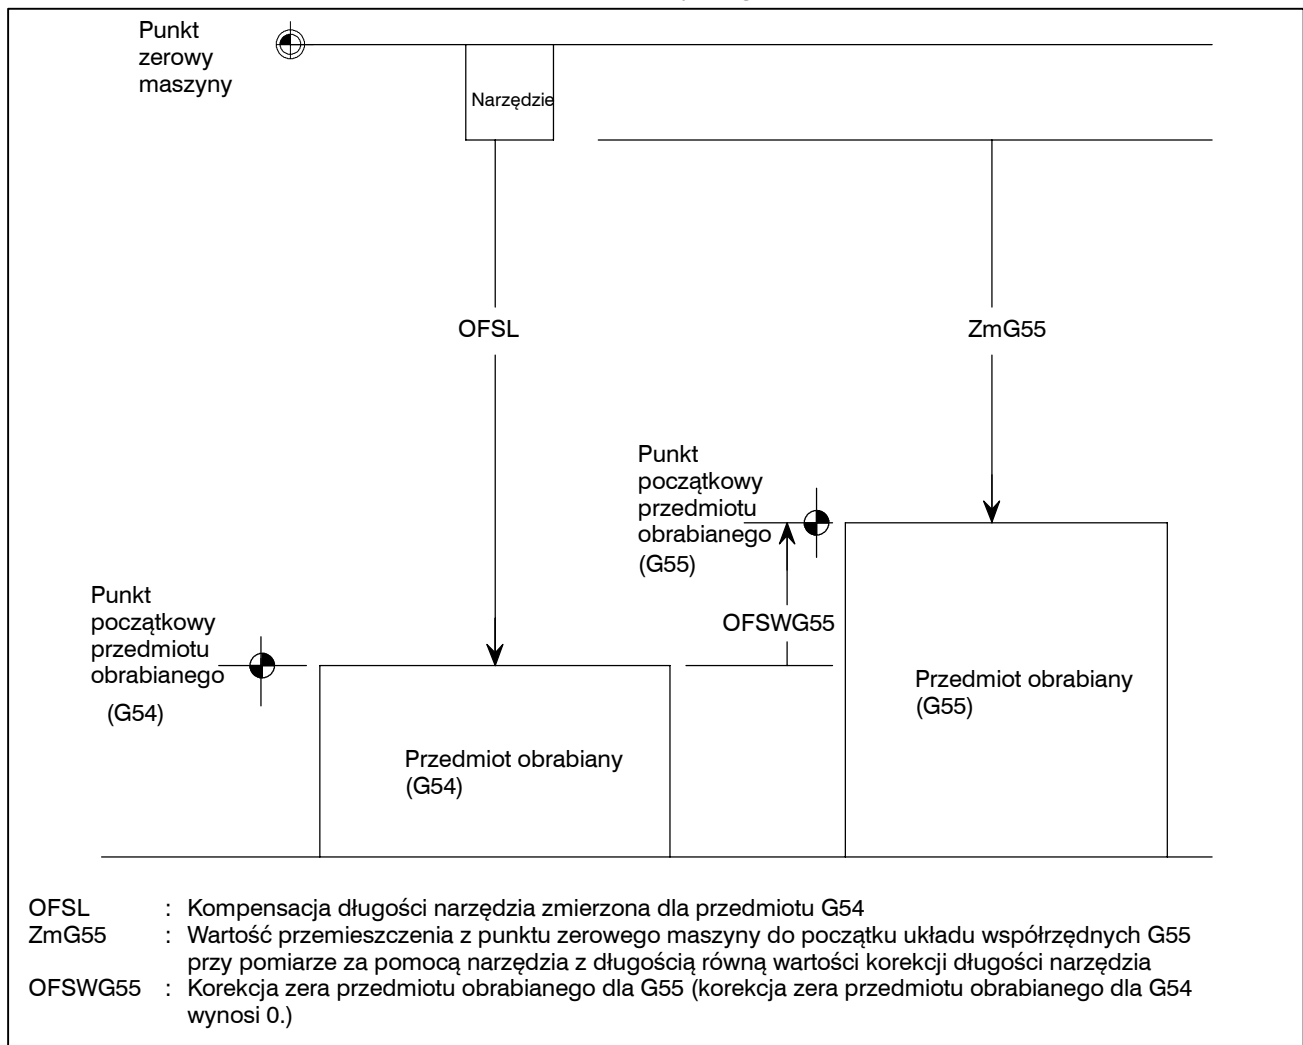 Punkt
zerowy
maszyny
Narzędzie
OFSL
ZmG55
Punkt
początkowy
przedmiotu
obrabianego
(G55)
OFSWG55
Punkt
początkowy
przedmiotu
obrabianego
(G54)
Przedmiot obrabiany
(G55)
Przedmiot obrabiany
(G54)
OFSL : Kompensacja długości narzędzia zmierzona dla przedmiotu G54
ZmG55 : Wartość przemieszczenia z punktu zerowego maszyny do początku układu współrzędnych G55
przy pomiarze za pomocą narzędzia z długością równą wartości korekcji długości narzędzia
OFSWG55 : Korekcja zera przedmiotu obrabianego dla G55 (korekcja zera przedmiotu obrabianego dla G54
wynosi 0.)